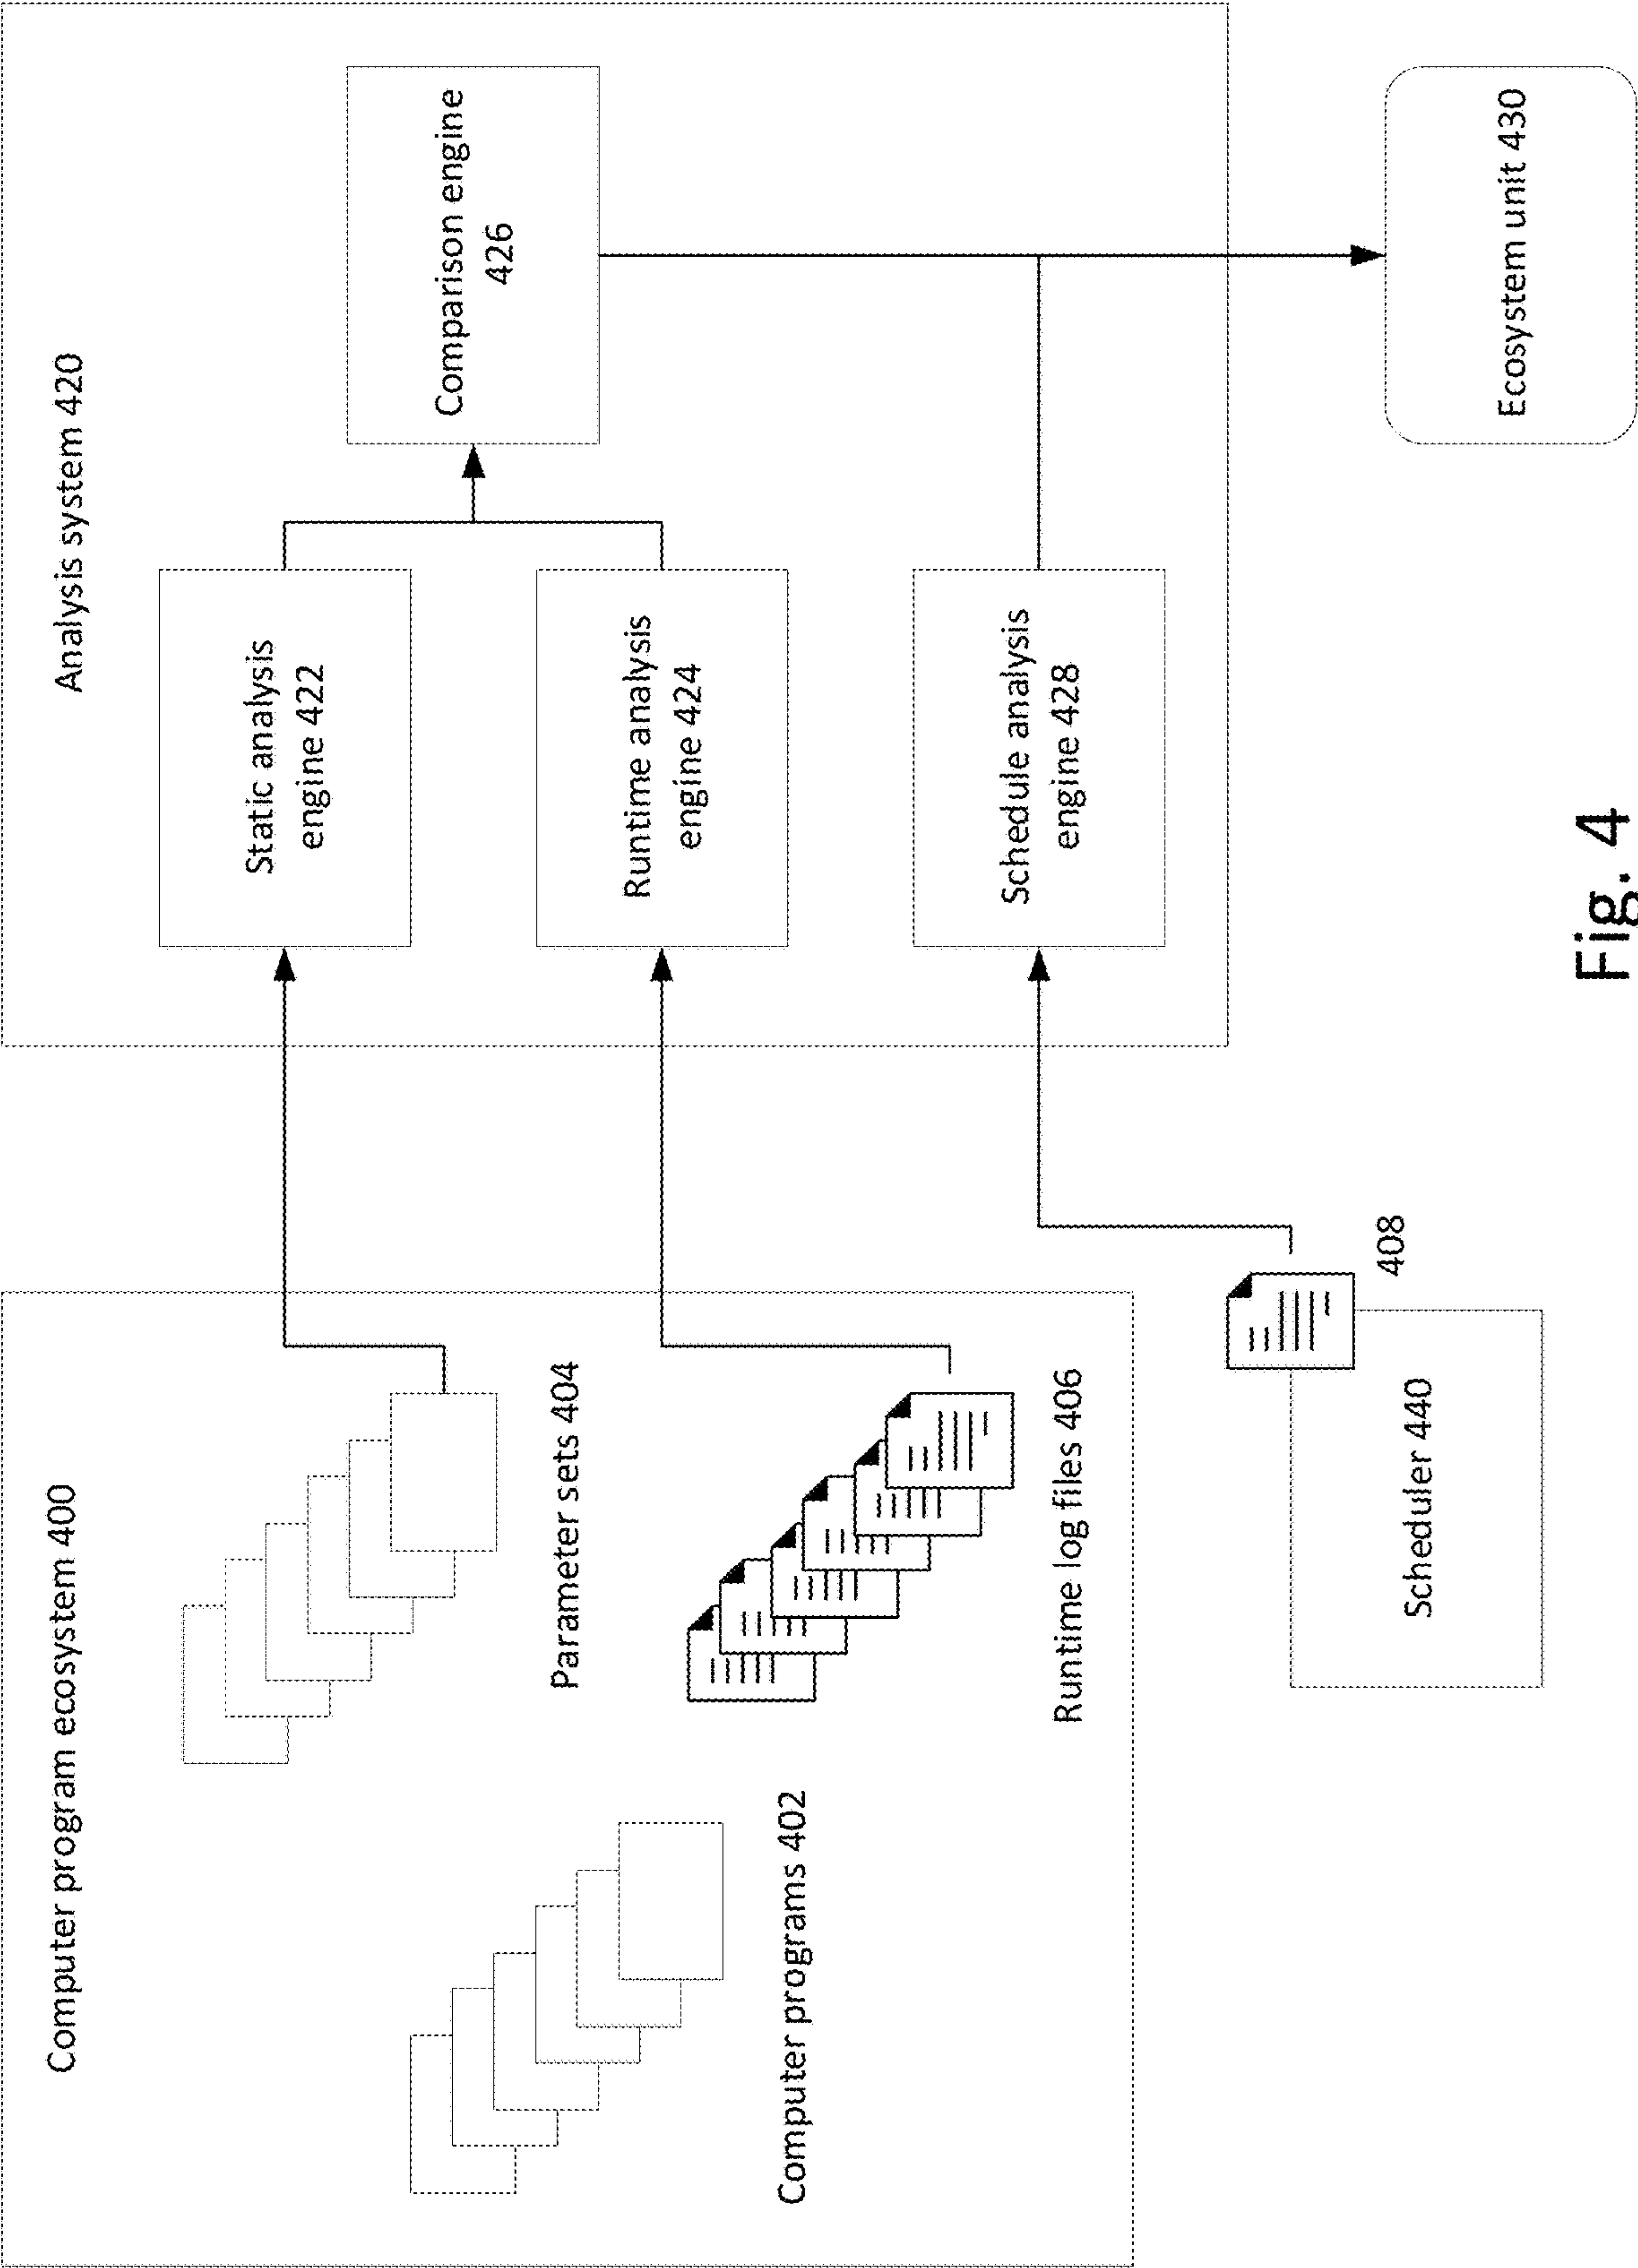 Computer program ecosystem 400
Parameter sets 404
Computer programs 402
Runtime log files 406
Scheduler 440
408
Analysis system 420
Static analysis
engine 422
Runtime analysis
engine 424
Schedule analysis
engine 428
Comparison engine
426
Ecosystem unit 430
Fig. 4